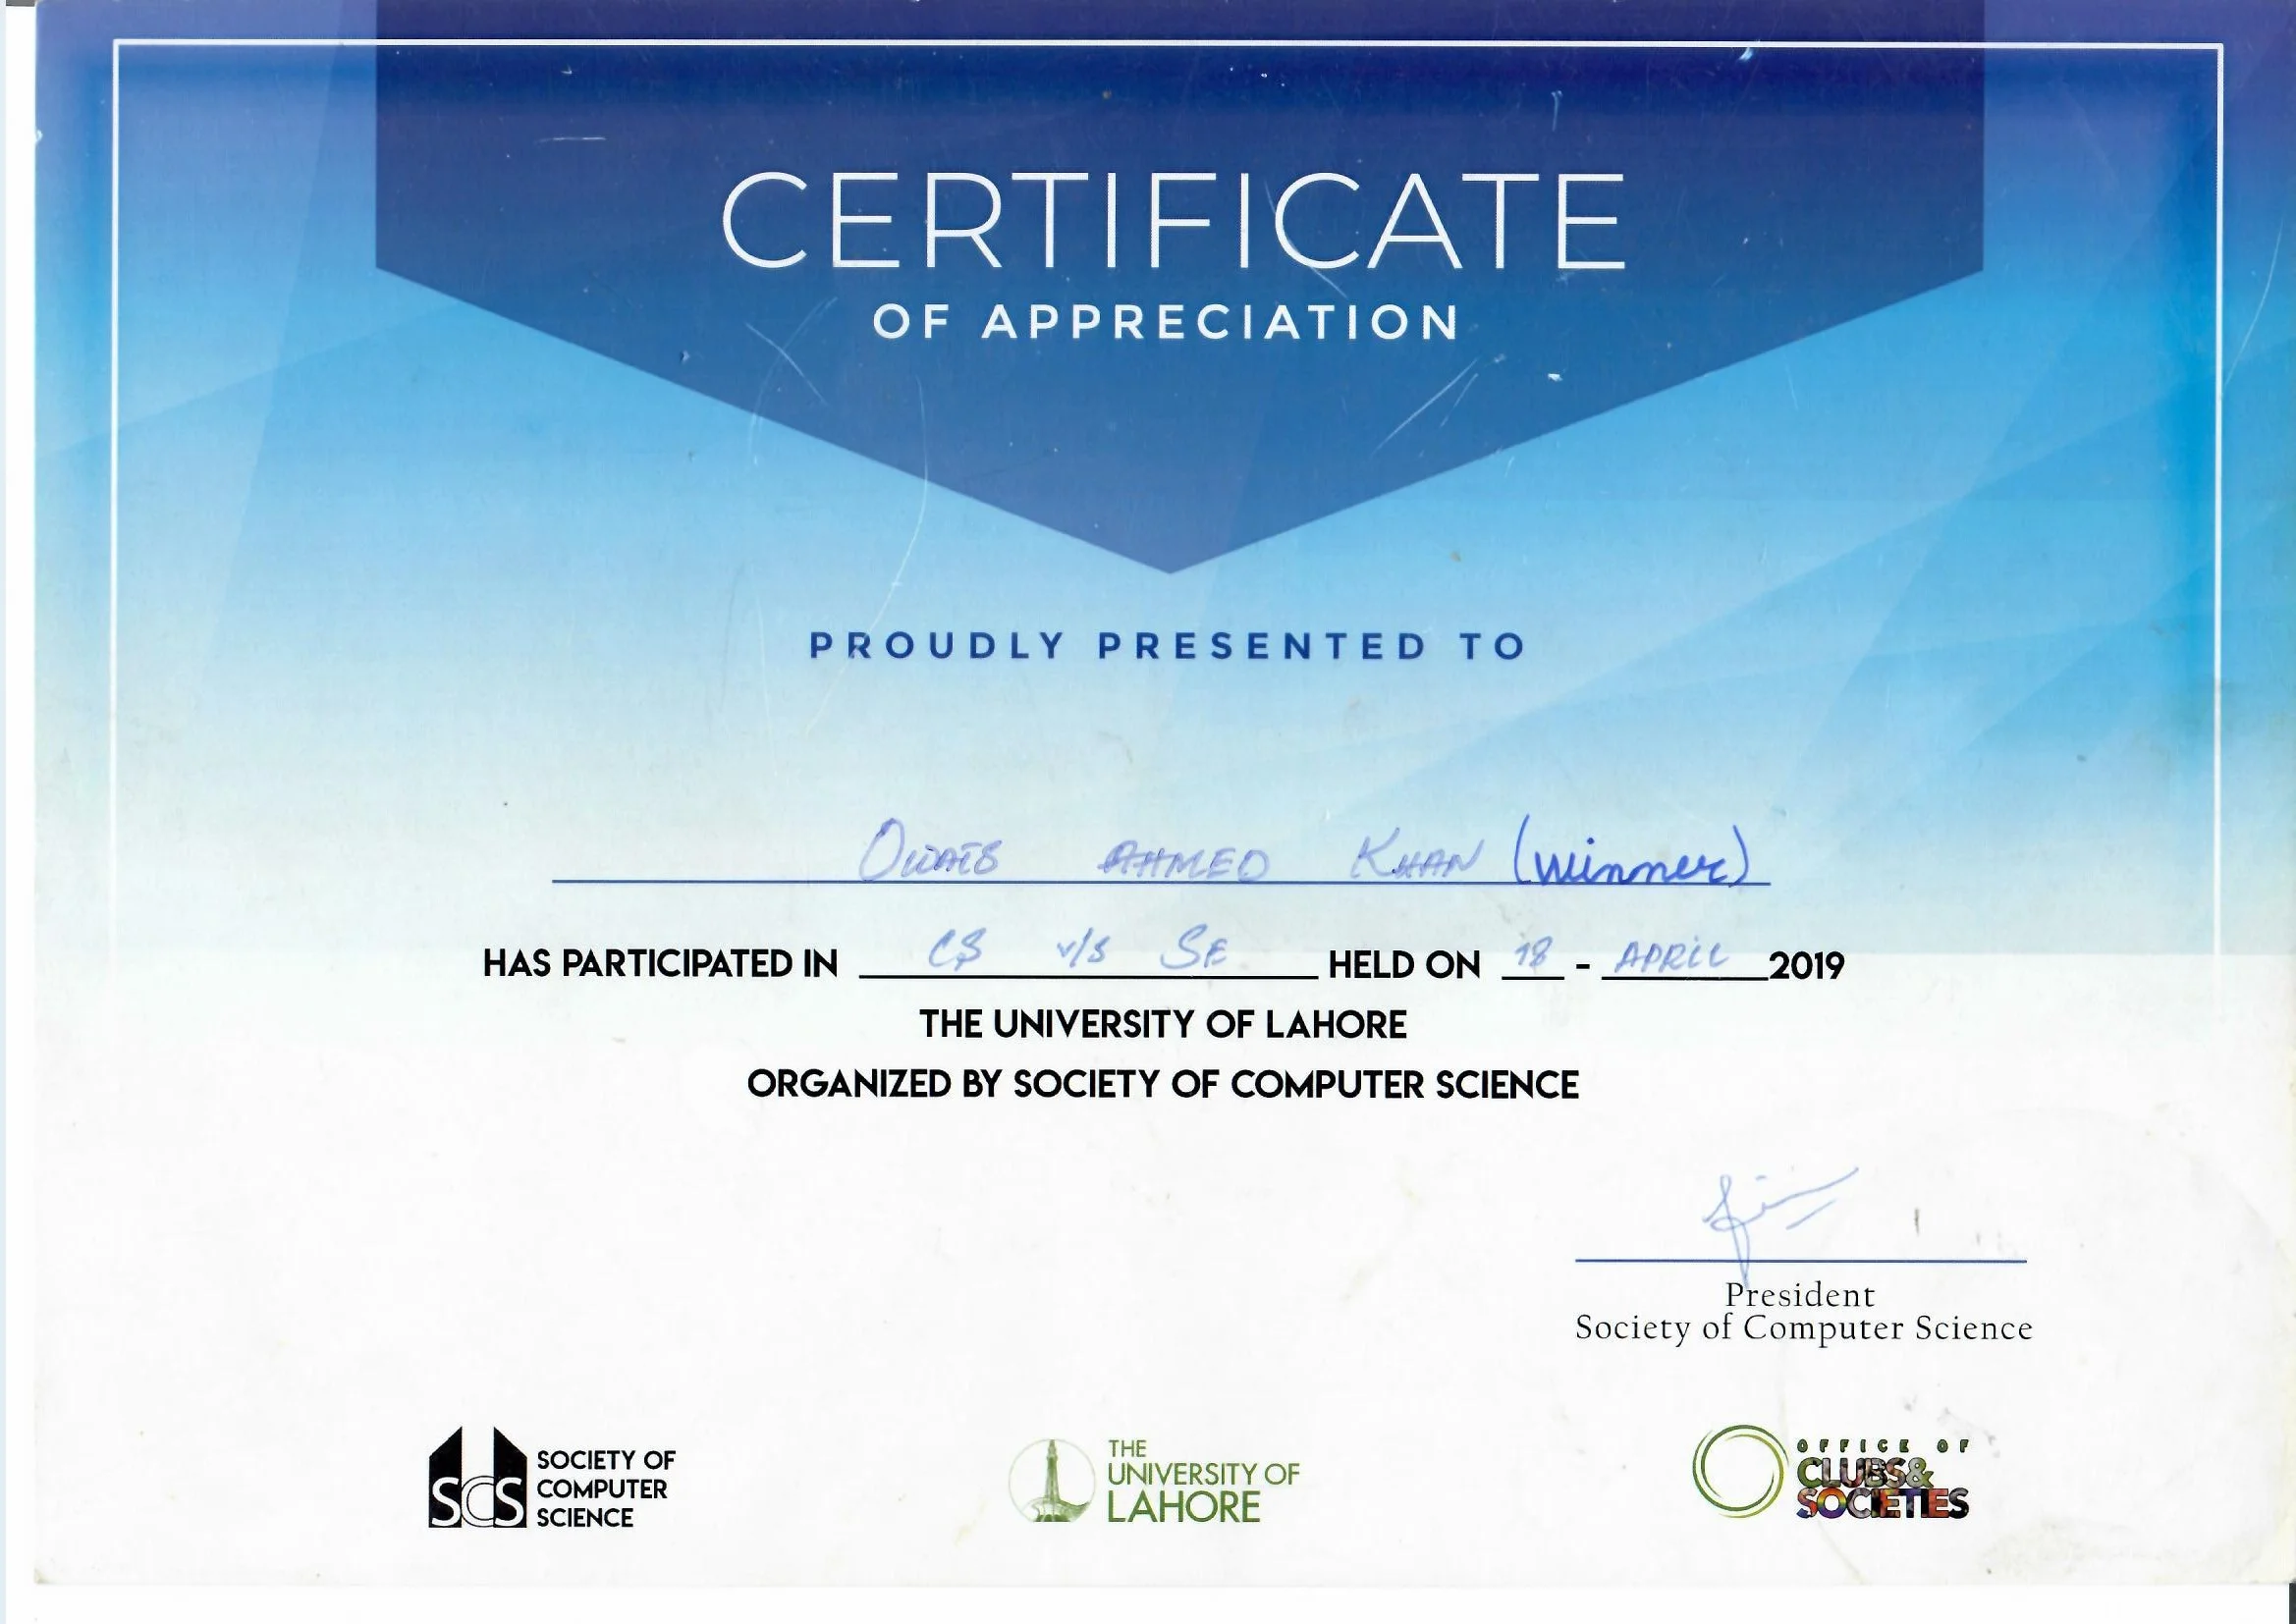 CERTIFICATE
OF APPRECIATION
PROUDLY PRESENTED TO
OWAIS AHMED KHAN (winner)
HAS PARTICIPATED IN CS v/s SE HELD ON 18 - APRIL 2019
THE UNIVERSITY OF LAHORE
ORGANIZED BY SOCIETY OF COMPUTER SCIENCE
President
Society of Computer Science
SCS SOCIETY OF COMPUTER SCIENCE
THE UNIVERSITY OF LAHORE
OFFICE OF CLUBS& SOCIETIES